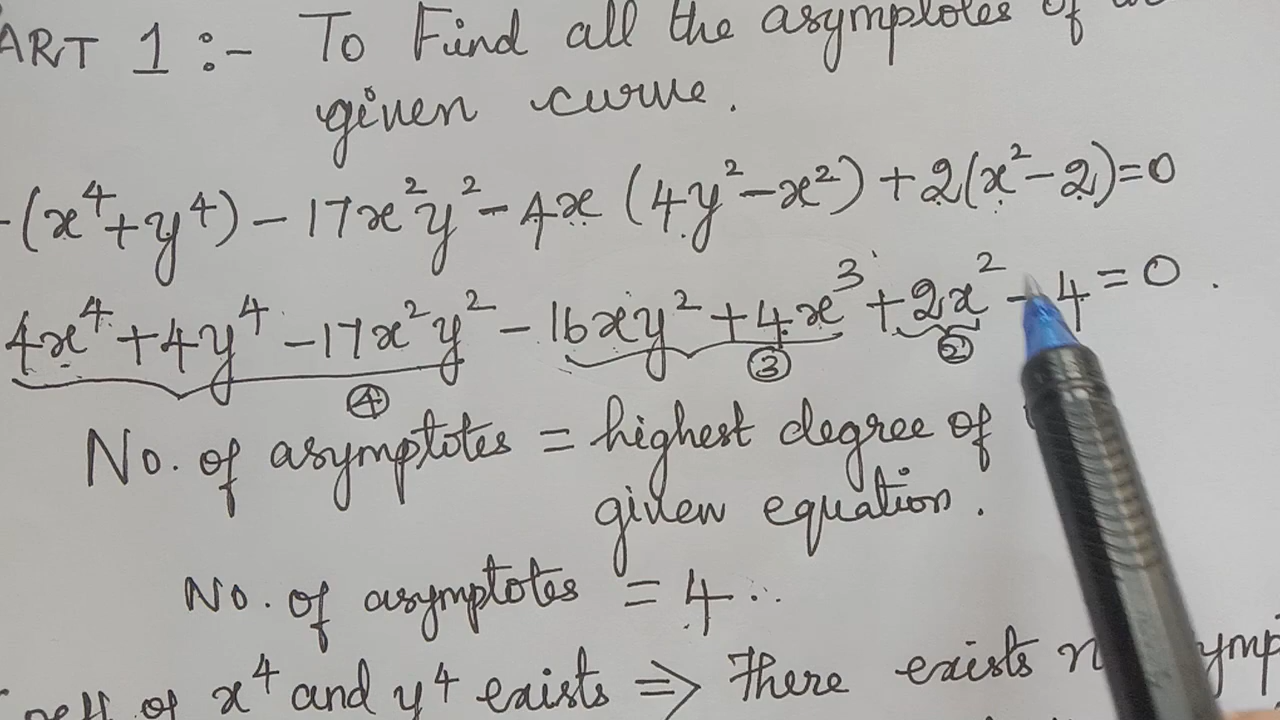 ART 1 :- To Find all the asymptotes of
given curve.
-(x⁴+y⁴) - 17x²y² - 4x (4y²-x²) + 2(x²-2)=0
4x⁴+4y⁴-17x²y² - 16xy²+4x³+2x²-4=0.
④ ③ ②
No. of asymptotes = highest degree of
given equation.
No. of asymptotes = 4..
of x⁴ and y⁴ exists => There exists